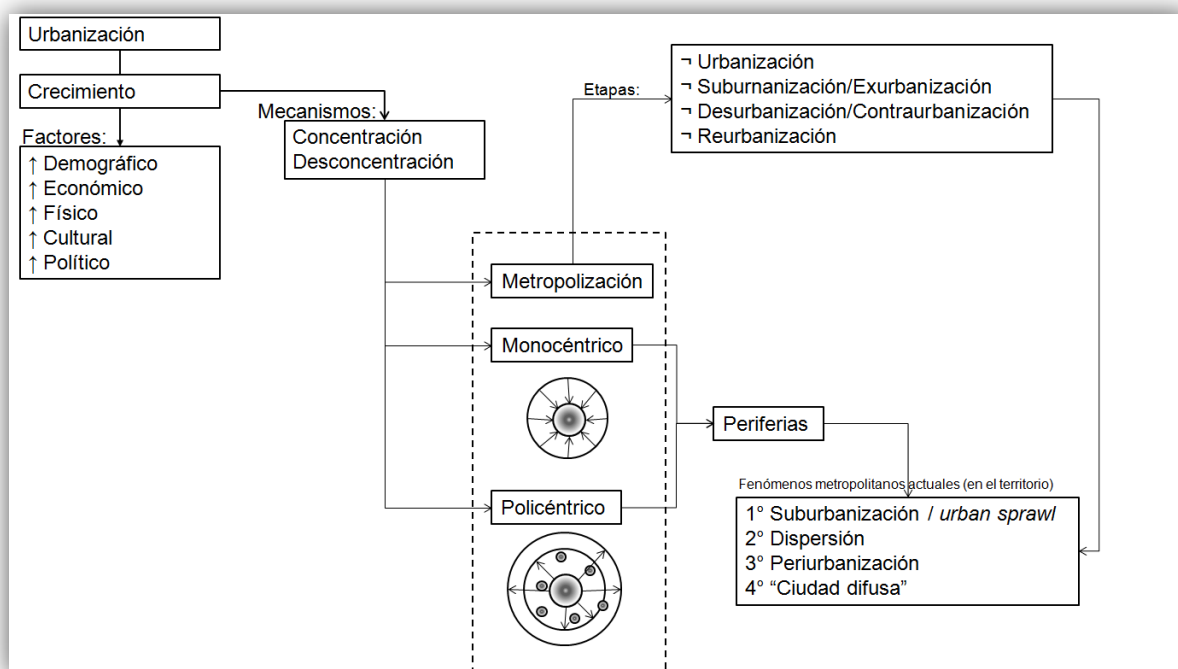 Urbanización
Crecimiento
Factores:
↑ Demográfico
↑ Económico
↑ Físico
↑ Cultural
↑ Político
Mecanismos:
Concentración
Desconcentración
Etapas:
¬ Urbanización
¬ Suburnanización/Exurbanización
¬ Desurbanización/Contraurbanización
¬ Reurbanización
Metropolización
Monocéntrico
Policéntrico
Periferias
Fenómenos metropolitanos actuales (en el territorio)
1° Suburbanización / urban sprawl
2° Dispersión
3° Periurbanización
4° “Ciudad difusa”